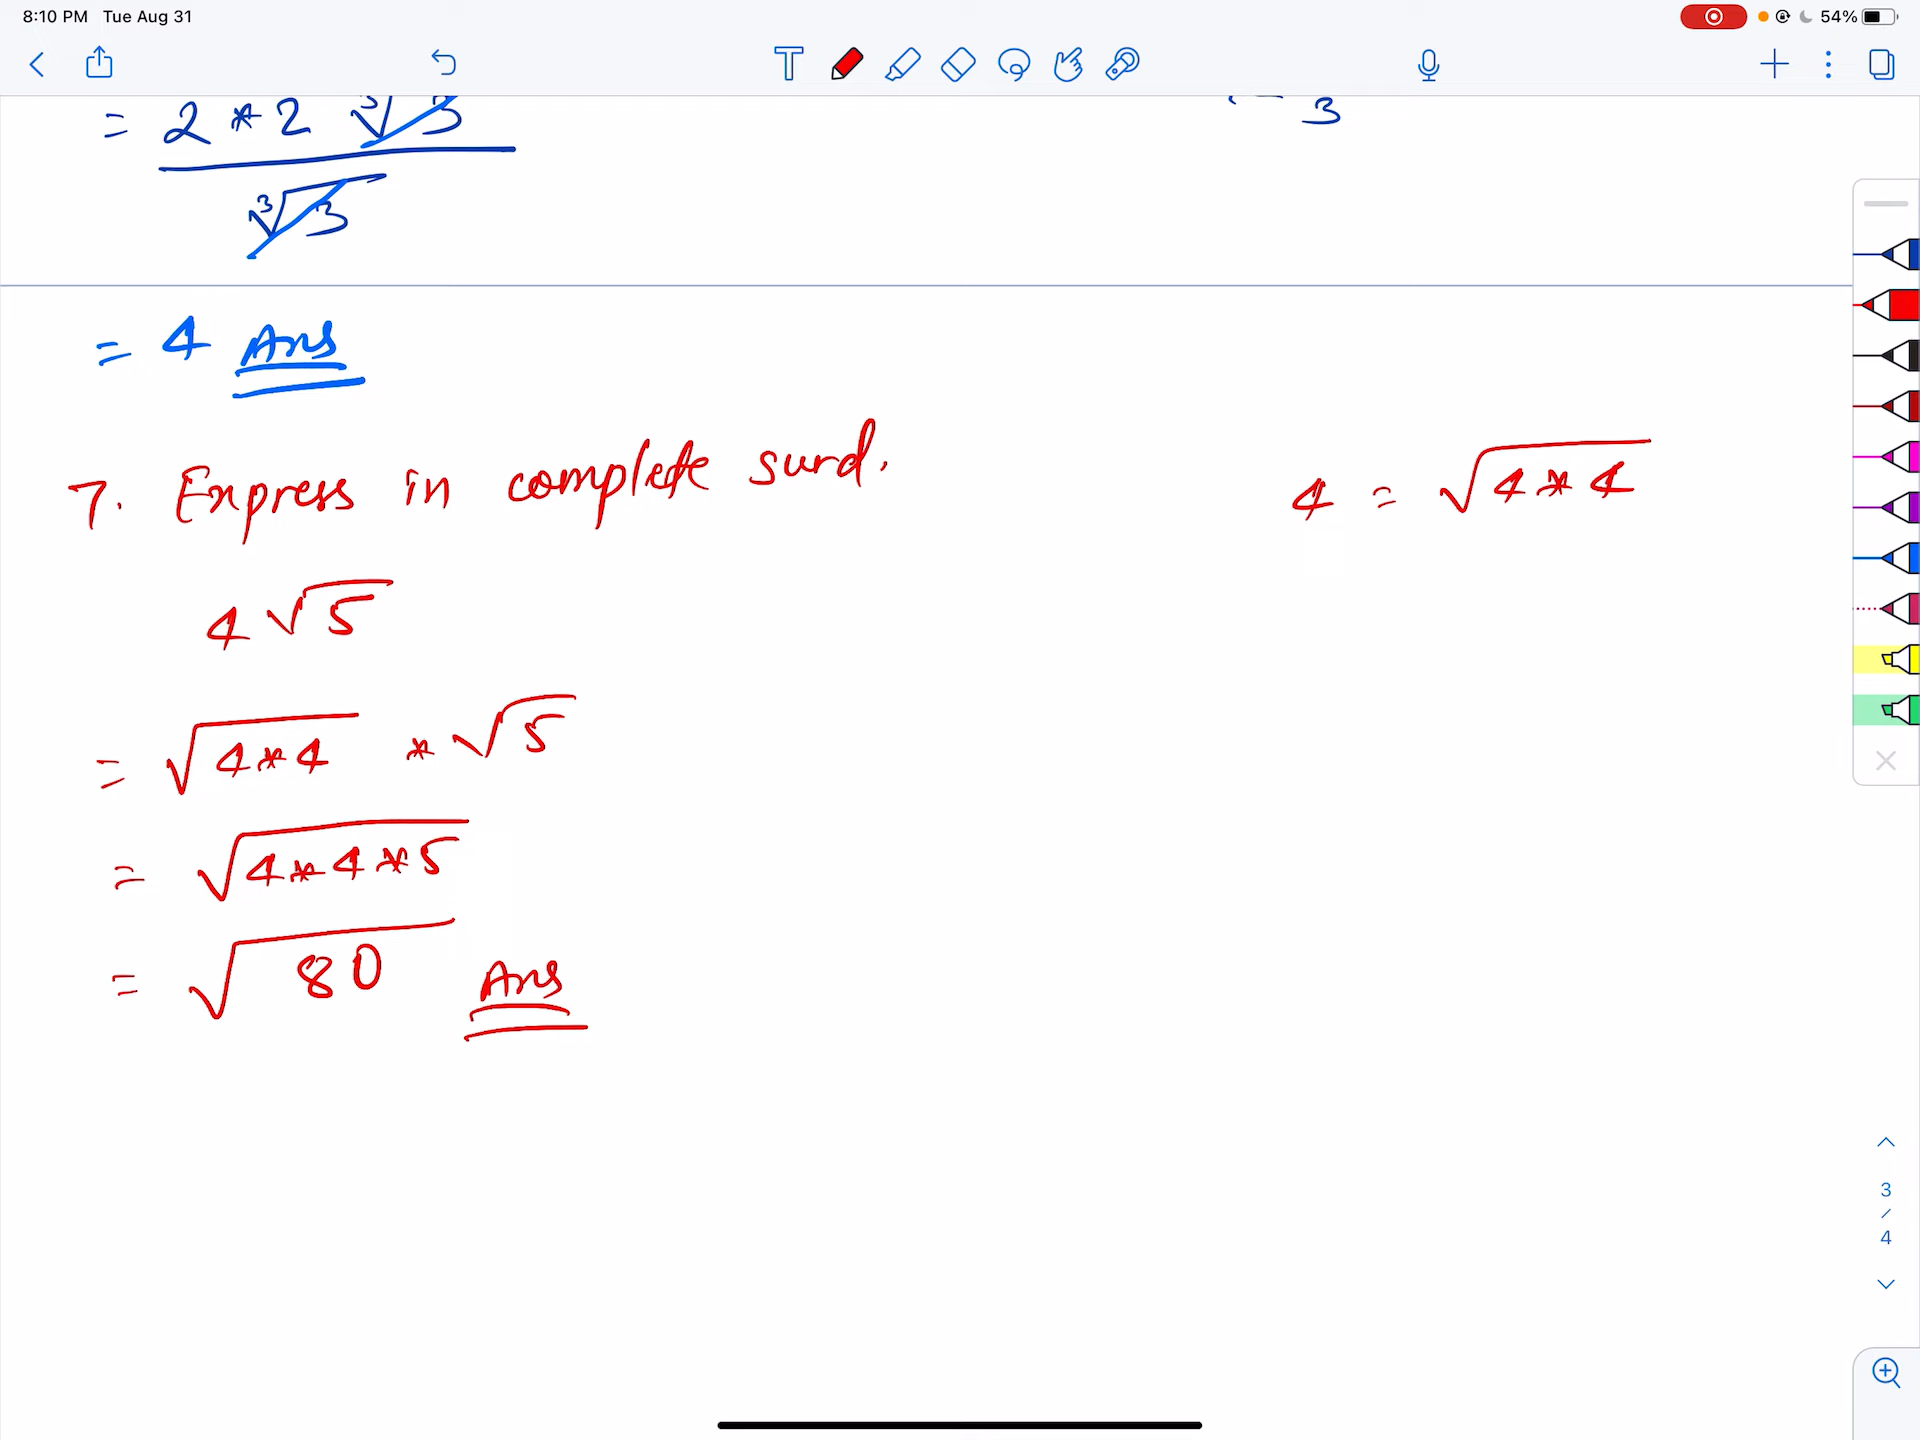 8:10 PM Tue Aug 31
54%
T
= 2 * 2 ∛3
∛3
3
= 4 Ans
7. Express in complete surd.
4 = √4*4
4 √5
= √4*4 * √5
= √4*4*5
= √80 Ans
3
/
4